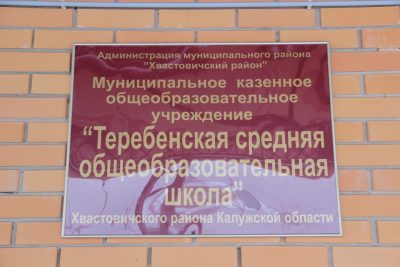 Администрация муниципального района
"Хвастовичский район"
Муниципальное казенное
общеобразовательное
учреждение
"Теребенская средняя
общеобразовательная
школа"
Хвастовичского района Калужской области